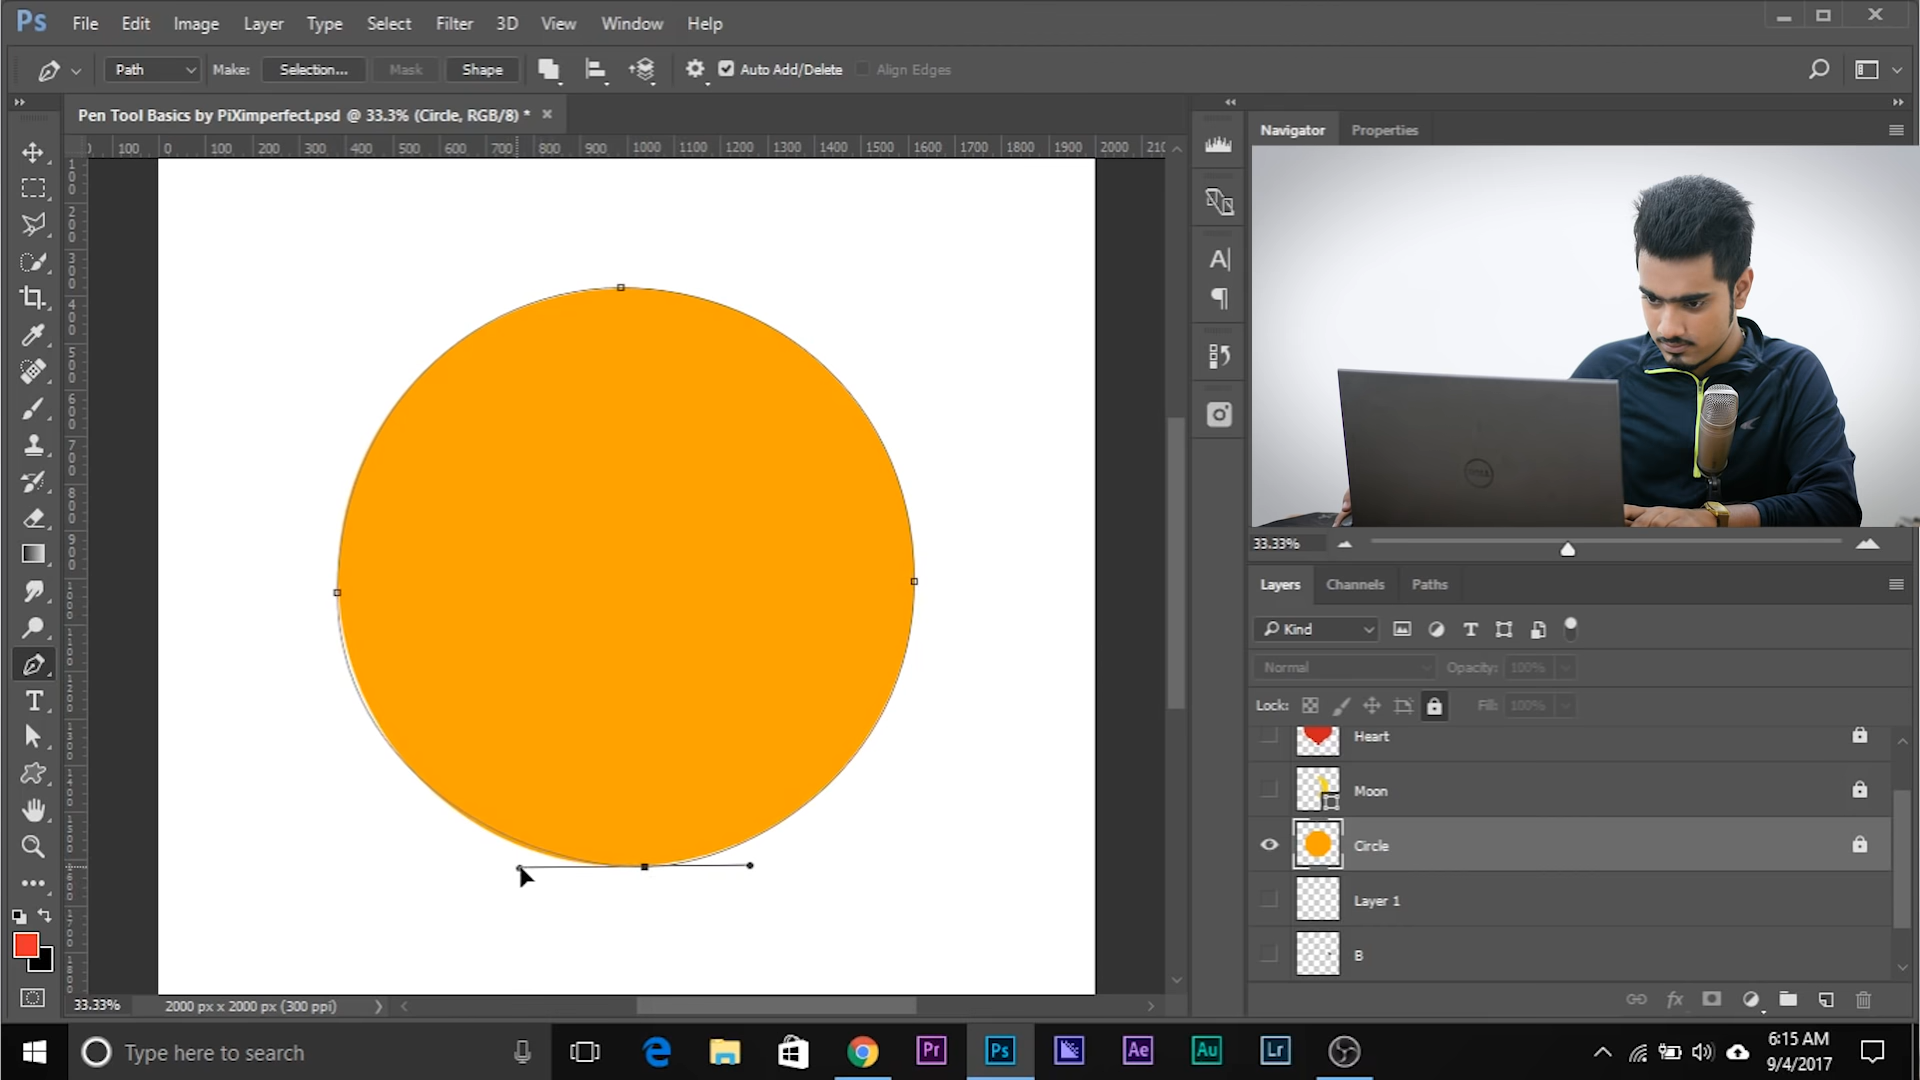 Ps File Edit Image Layer Type Select Filter 3D View Window Help
Path Make: Selection... Mask Shape Auto Add/Delete Align Edges
Pen Tool Basics by PiXimperfect.psd @ 33.3% (Circle, RGB/8) *
100 0 100 200 300 400 500 600 700 800 900 1000 1100 1200 1300 1400 1500 1600 1700 1800 1900 2000
Navigator Properties
DELL
33.33%
Layers Channels Paths
Kind
Normal Opacity: 100%
Lock: Fill: 100%
Heart
Moon
Circle
Layer 1
B
fx
33.33% 2000 px x 2000 px (300 ppi)
Type here to search
Pr Ps Ae Au Lr
6:15 AM
9/4/2017